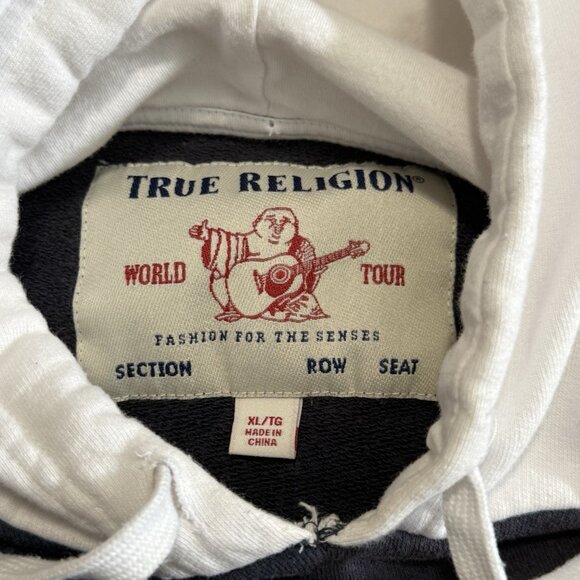 TRUE RELIGION®
WORLD TOUR
FASHION FOR THE SENSES
SECTION ROW SEAT
XL/TG
MADE IN
CHINA